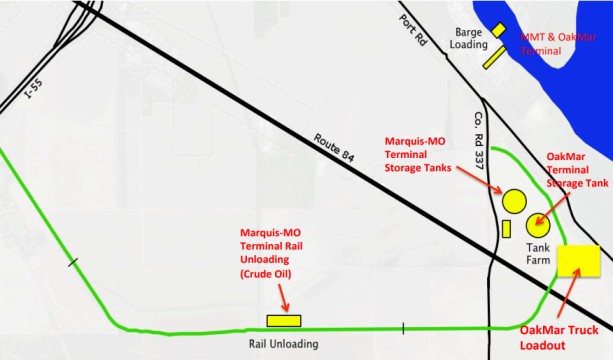 Port Rd
Barge
Loading
MMT & OakMar
Terminal
I-55
Route 84
Co. Rd 337
Marquis-MO
Terminal
Storage Tanks
OakMar
Terminal
Storage Tank
Marquis-MO
Terminal Rail
Unloading
(Crude Oil)
Tank
Farm
Rail Unloading
OakMar Truck
Loadout